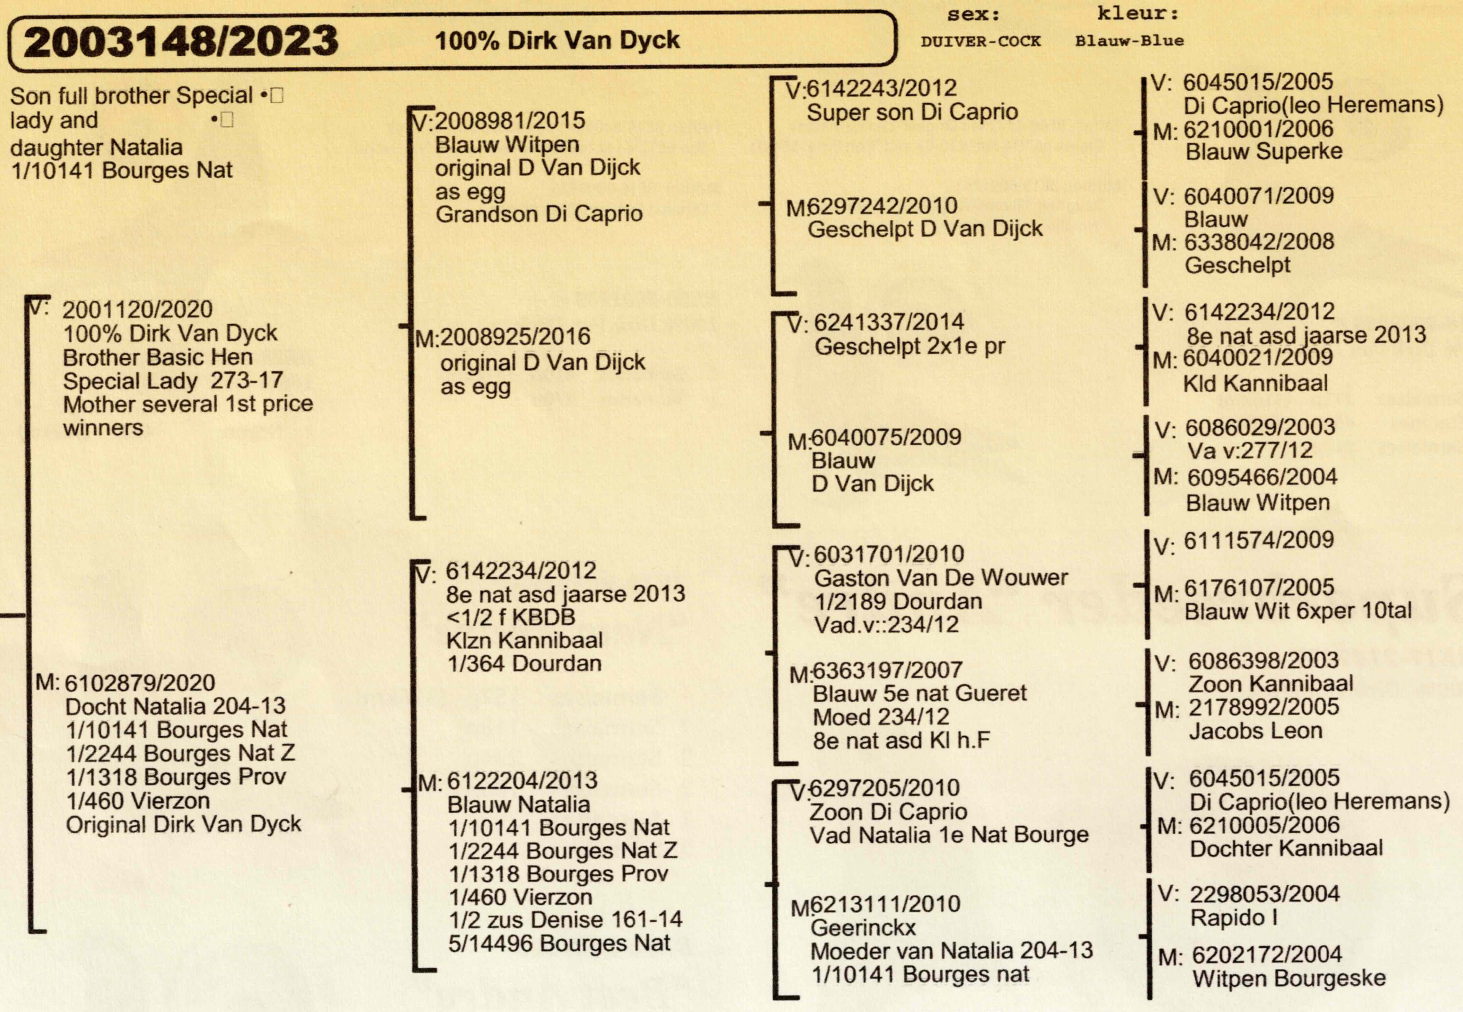 2003148/2023
100% Dirk Van Dyck
sex:
kleur:
DUIVER-COCK
Blauw-Blue
Son full brother Special •□
lady and •□
daughter Natalia
1/10141 Bourges Nat
V: 2001120/2020
100% Dirk Van Dyck
Brother Basic Hen
Special Lady 273-17
Mother several 1st price
winners
M: 6102879/2020
Docht Natalia 204-13
1/10141 Bourges Nat
1/2244 Bourges Nat Z
1/1318 Bourges Prov
1/460 Vierzon
Original Dirk Van Dyck
V:2008981/2015
Blauw Witpen
original D Van Dijck
as egg
Grandson Di Caprio
M:2008925/2016
original D Van Dijck
as egg
V: 6142234/2012
8e nat asd jaarse 2013
<1/2 f KBDB
Klzn Kannibaal
1/364 Dourdan
M: 6122204/2013
Blauw Natalia
1/10141 Bourges Nat
1/2244 Bourges Nat Z
1/1318 Bourges Prov
1/460 Vierzon
1/2 zus Denise 161-14
5/14496 Bourges Nat
V:6142243/2012
Super son Di Caprio
M:6297242/2010
Geschelpt D Van Dijck
V: 6241337/2014
Geschelpt 2x1e pr
M:6040075/2009
Blauw
D Van Dijck
V: 6031701/2010
Gaston Van De Wouwer
1/2189 Dourdan
Vad.v::234/12
M:6363197/2007
Blauw 5e nat Gueret
Moed 234/12
8e nat asd Kl h.F
V:6297205/2010
Zoon Di Caprio
Vad Natalia 1e Nat Bourge
M:6213111/2010
Geerinckx
Moeder van Natalia 204-13
1/10141 Bourges nat
V: 6045015/2005
Di Caprio(leo Heremans)
M: 6210001/2006
Blauw Superke
V: 6040071/2009
Blauw
M: 6338042/2008
Geschelpt
V: 6142234/2012
8e nat asd jaarse 2013
M: 6040021/2009
Kld Kannibaal
V: 6086029/2003
Va v:277/12
M: 6095466/2004
Blauw Witpen
V: 6111574/2009
M: 6176107/2005
Blauw Wit 6xper 10tal
V: 6086398/2003
Zoon Kannibaal
M: 2178992/2005
Jacobs Leon
V: 6045015/2005
Di Caprio(leo Heremans)
M: 6210005/2006
Dochter Kannibaal
V: 2298053/2004
Rapido I
M: 6202172/2004
Witpen Bourgeske